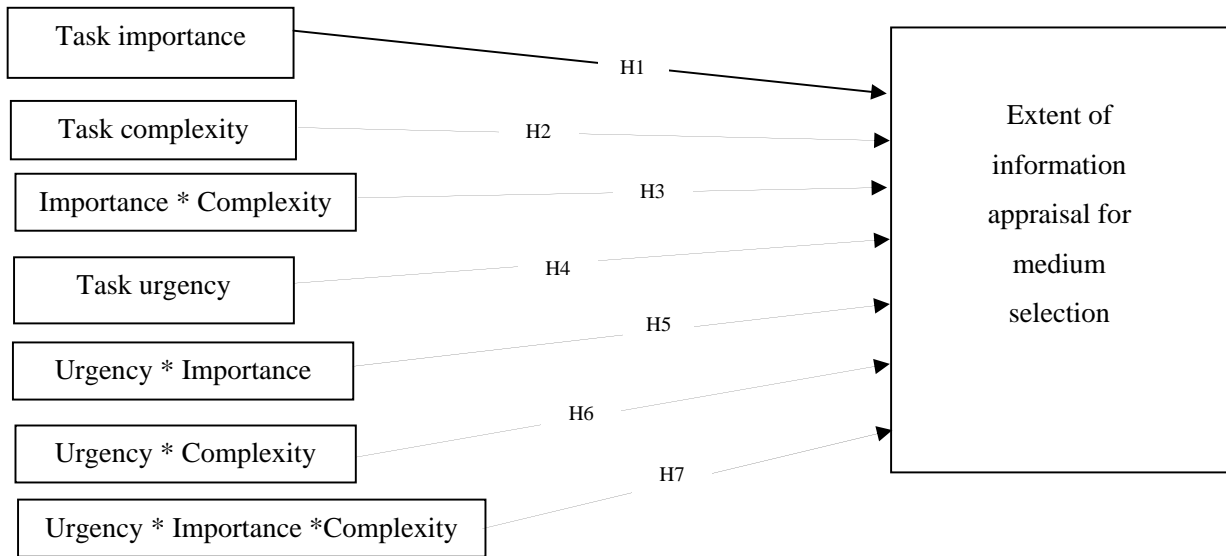 Task importance
H1
Task complexity
H2
Importance * Complexity
H3
Task urgency
H4
Urgency * Importance
H5
Urgency * Complexity
H6
Urgency * Importance *Complexity
H7
Extent of
information
appraisal for
medium
selection